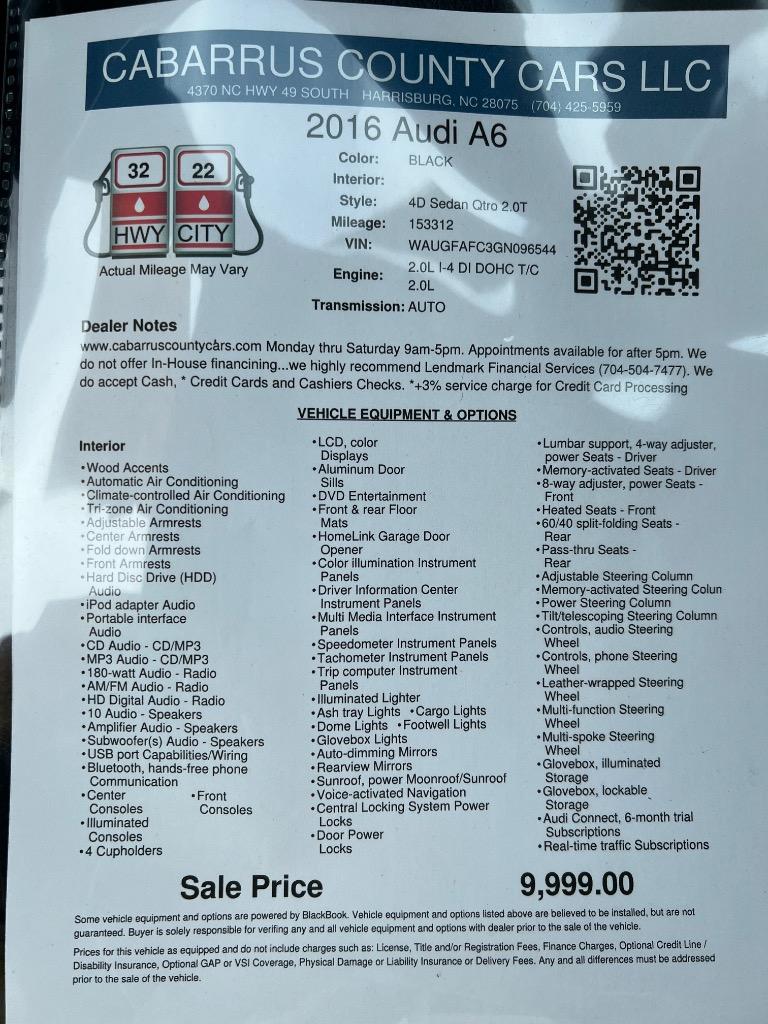 CABARRUS COUNTY CARS LLC
4370 NC HWY 49 SOUTH HARRISBURG, NC 28075 (704) 425-5959
2016 Audi A6
32 22
HWY CITY
Actual Mileage May Vary
Color: BLACK
Interior:
Style: 4D Sedan Qtro 2.0T
Mileage: 153312
VIN: WAUGFAFC3GN096544
Engine: 2.0L I-4 DI DOHC T/C
2.0L
Transmission: AUTO
Dealer Notes
www.cabarruscountycars.com Monday thru Saturday 9am-5pm. Appointments available for after 5pm. We
do not offer In-House financining...we highly recommend Lendmark Financial Services (704-504-7477). We
do accept Cash, * Credit Cards and Cashiers Checks. *+3% service charge for Credit Card Processing
VEHICLE EQUIPMENT & OPTIONS
Interior
•Wood Accents
•Automatic Air Conditioning
•Climate-controlled Air Conditioning
•Tri-zone Air Conditioning
•Adjustable Armrests
•Center Armrests
•Fold down Armrests
•Front Armrests
•Hard Disc Drive (HDD)
Audio
•iPod adapter Audio
•Portable interface
Audio
•CD Audio - CD/MP3
•MP3 Audio - CD/MP3
•180-watt Audio - Radio
•AM/FM Audio - Radio
•HD Digital Audio - Radio
•10 Audio - Speakers
•Amplifier Audio - Speakers
•Subwoofer(s) Audio - Speakers
•USB port Capabilities/Wiring
•Bluetooth, hands-free phone
Communication
•Center •Front
Consoles Consoles
•Illuminated
Consoles
•4 Cupholders
•LCD, color
Displays
•Aluminum Door
Sills
•DVD Entertainment
•Front & rear Floor
Mats
•HomeLink Garage Door
Opener
•Color illumination Instrument
Panels
•Driver Information Center
Instrument Panels
•Multi Media Interface Instrument
Panels
•Speedometer Instrument Panels
•Tachometer Instrument Panels
•Trip computer Instrument
Panels
•Illuminated Lighter
•Ash tray Lights •Cargo Lights
•Dome Lights •Footwell Lights
•Glovebox Lights
•Auto-dimming Mirrors
•Rearview Mirrors
•Sunroof, power Moonroof/Sunroof
•Voice-activated Navigation
•Central Locking System Power
Locks
•Door Power
Locks
•Lumbar support, 4-way adjuster,
power Seats - Driver
•Memory-activated Seats - Driver
•8-way adjuster, power Seats -
Front
•Heated Seats - Front
•60/40 split-folding Seats -
Rear
•Pass-thru Seats -
Rear
•Adjustable Steering Column
•Memory-activated Steering Colun
•Power Steering Column
•Tilt/telescoping Steering Column
•Controls, audio Steering
Wheel
•Controls, phone Steering
Wheel
•Leather-wrapped Steering
Wheel
•Multi-function Steering
Wheel
•Multi-spoke Steering
Wheel
•Glovebox, illuminated
Storage
•Glovebox, lockable
Storage
•Audi Connect, 6-month trial
Subscriptions
•Real-time traffic Subscriptions
Sale Price 9,999.00
Some vehicle equipment and options are powered by BlackBook. Vehicle equipment and options listed above are believed to be installed, but are not
guaranteed. Buyer is solely responsible for verifing any and all vehicle equipment and options with dealer prior to the sale of the vehicle.
Prices for this vehicle as equipped and do not include charges such as: License, Title and/or Registration Fees, Finance Charges, Optional Credit Line /
Disability Insurance, Optional GAP or VSI Coverage, Physical Damage or Liability Insurance or Delivery Fees. Any and all differences must be addressed
prior to the sale of the vehicle.